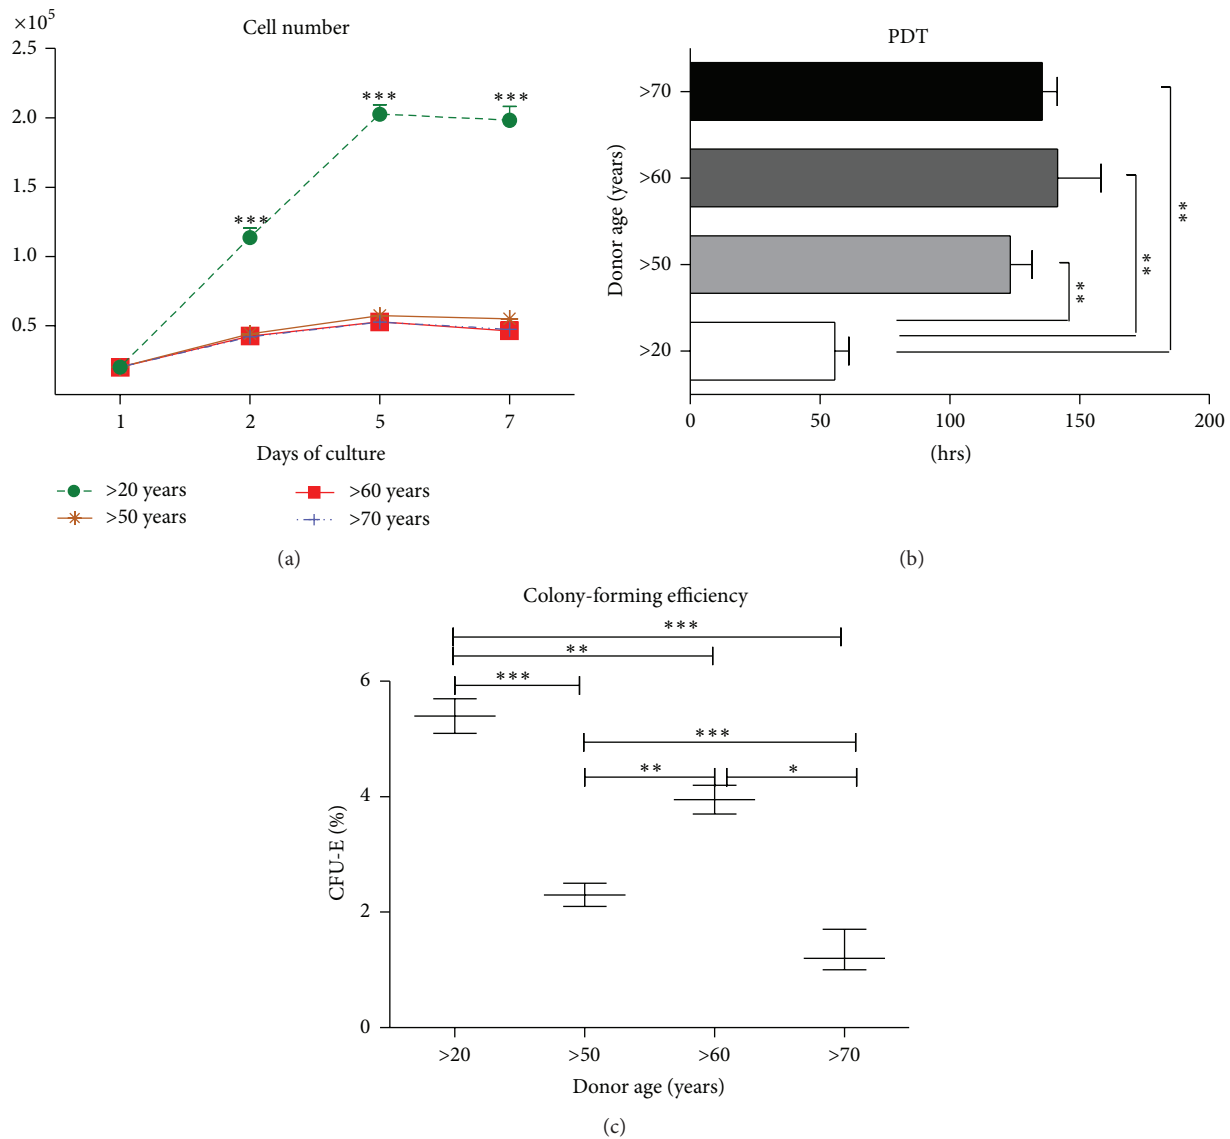 ×10⁵
Cell number
2.5
2.0
1.5
1.0
0.5
***
***
***
1 2 5 7
Days of culture
>20 years >60 years
>50 years >70 years
(a)
PDT
Donor age (years)
>70
>60
>50
>20
**
**
**
0 50 100 150 200
(hrs)
(b)
Colony-forming efficiency
***
**
***
***
** *
CFU-E (%)
6
4
2
0
>20 >50 >60 >70
Donor age (years)
(c)